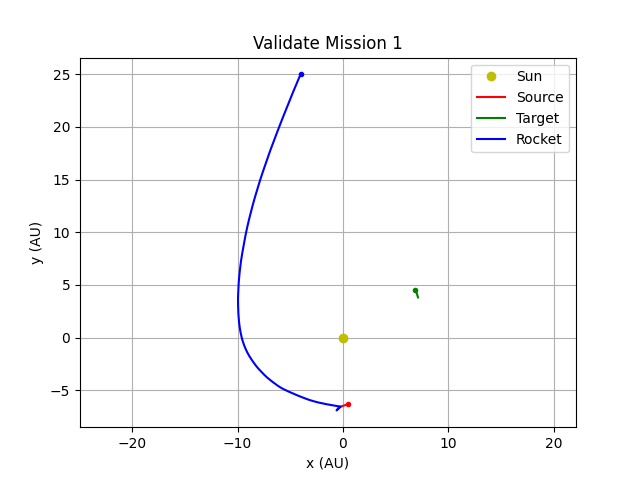 Validate Mission 1
Sun
Source
Target
Rocket
25
20
15
10
5
0
−5
y (AU)
−20
−10
0
10
20
x (AU)